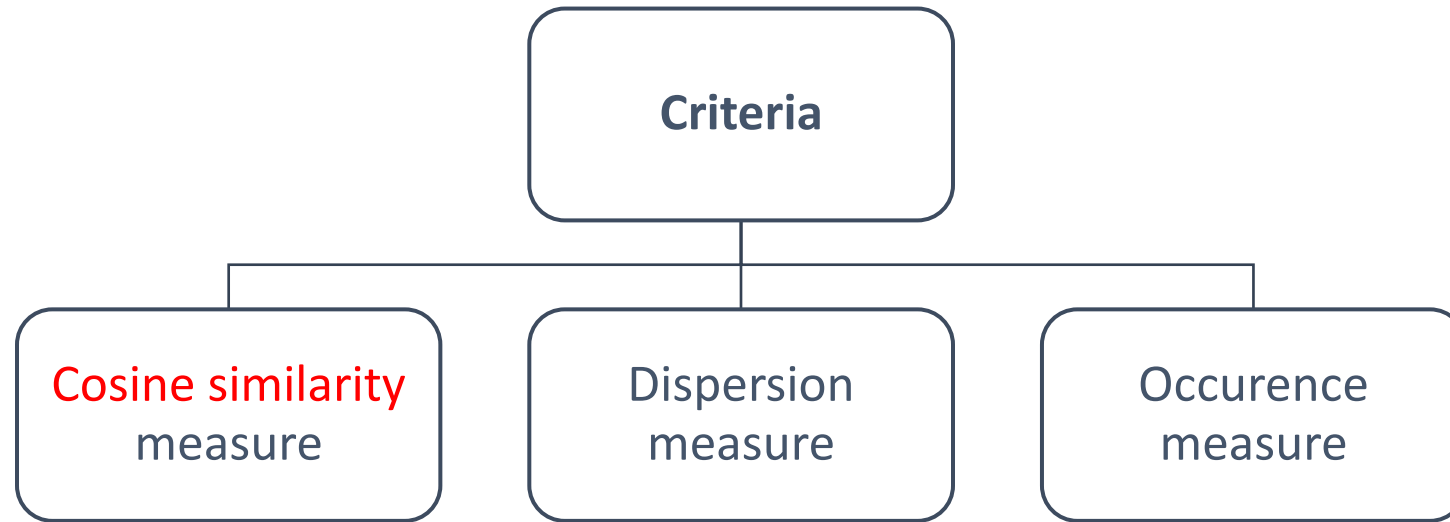 Criteria
Cosine similarity
measure
Dispersion
measure
Occurence
measure